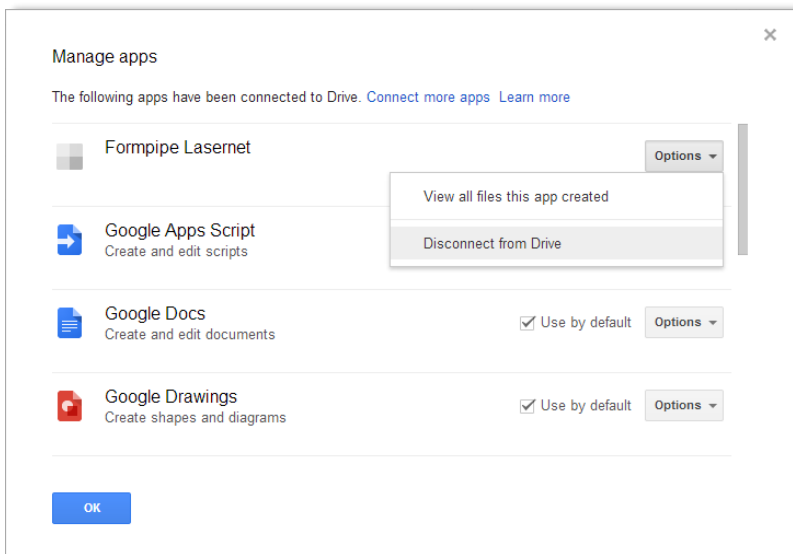 Manage apps
The following apps have been connected to Drive. Connect more apps Learn more
Formpipe Lasernet
Options
View all files this app created
Disconnect from Drive
Google Apps Script
Create and edit scripts
Google Docs
Create and edit documents
Use by default Options
Google Drawings
Create shapes and diagrams
Use by default Options
OK